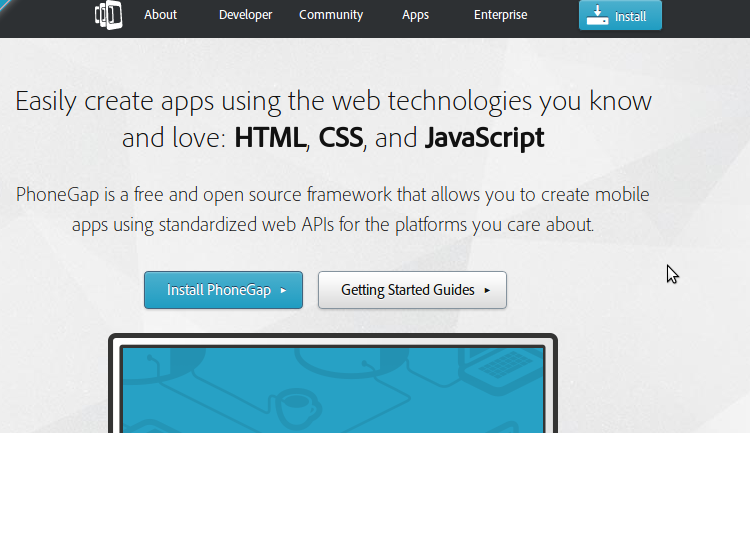 About Developer Community Apps Enterprise Install
Easily create apps using the web technologies you know
and love: HTML, CSS, and JavaScript
PhoneGap is a free and open source framework that allows you to create mobile
apps using standardized web APIs for the platforms you care about.
Install PhoneGap ▸ Getting Started Guides ▸